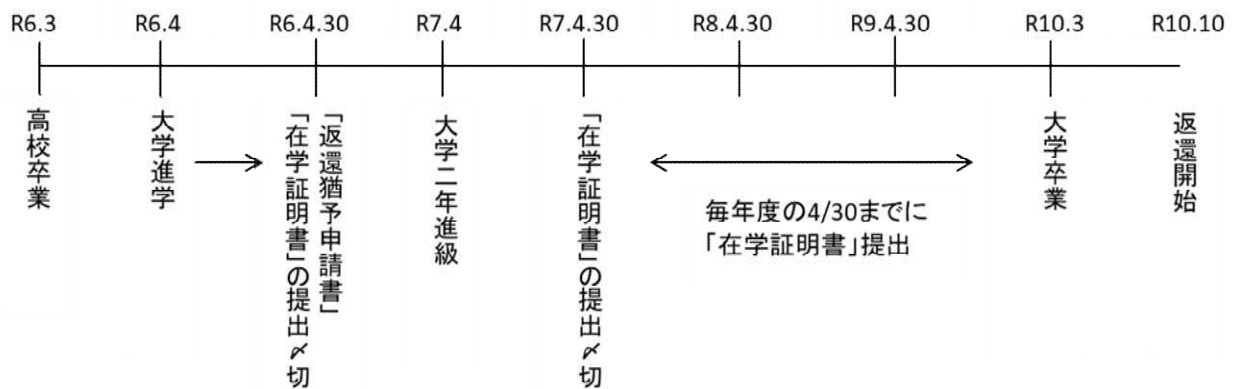 R6.3
R6.4
R6.4.30
R7.4
R7.4.30
R8.4.30
R9.4.30
R10.3
R10.10
高校卒業
大学進学
「返還猶予申請書」
「在学証明書」の提出〆切
大学二年進級
「在学証明書」の提出〆切
毎年度の4/30までに
「在学証明書」提出
大学卒業
返還開始